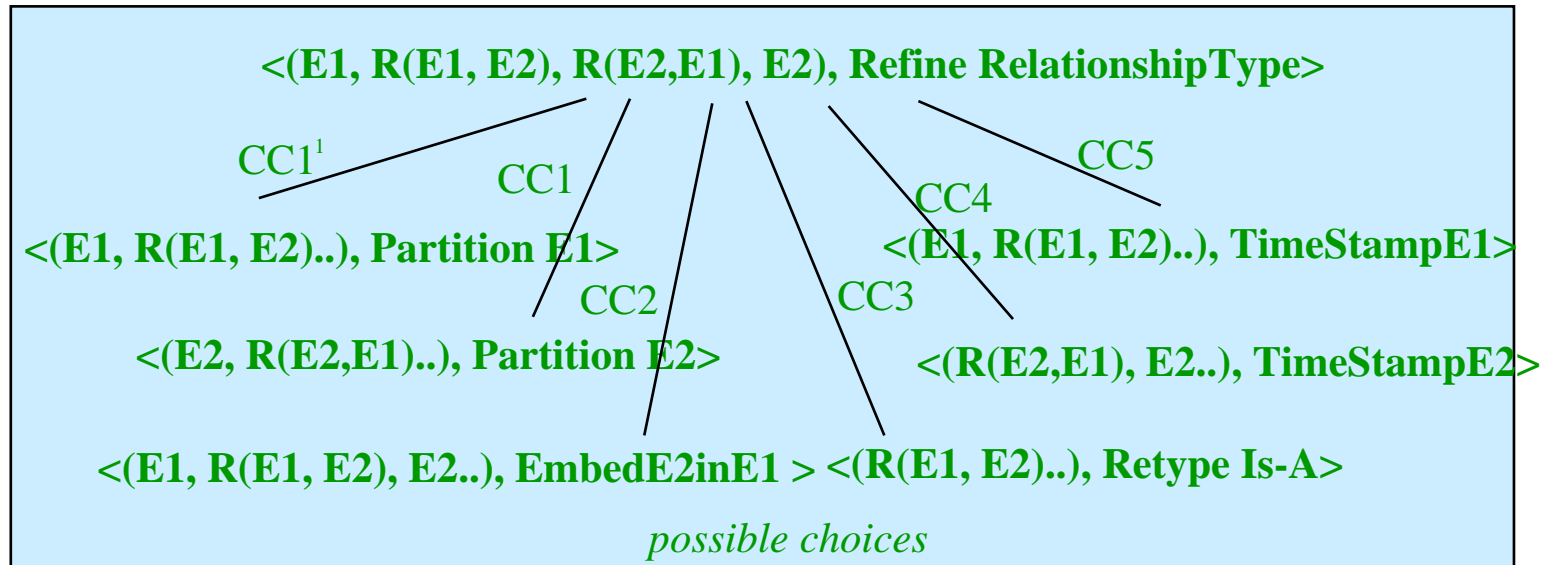 <(E1, R(E1, E2), R(E2,E1), E2), Refine RelationshipType>
CC1¹
CC1
CC5
CC4
<(E1, R(E1, E2)..), Partition E1>
<(E1, R(E1, E2)..), TimeStampE1>
CC2
CC3
<(E2, R(E2,E1)..), Partition E2>
<(R(E2,E1), E2..), TimeStampE2>
<(E1, R(E1, E2), E2..), EmbedE2inE1 >
<(R(E1, E2)..), Retype Is-A>
possible choices